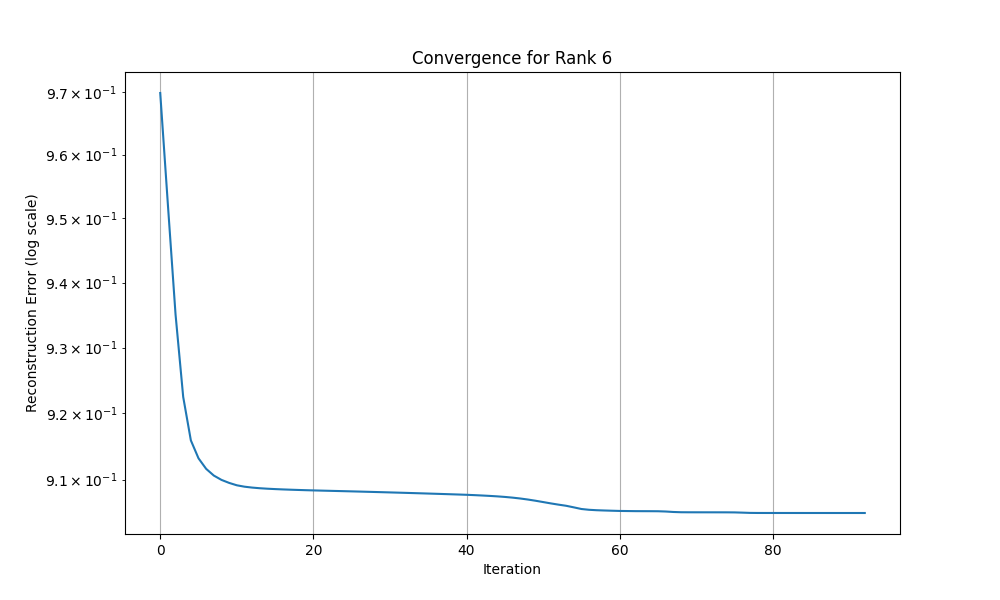 Convergence for Rank 6
Reconstruction Error (log scale)
9.7 × 10⁻¹
9.6 × 10⁻¹
9.5 × 10⁻¹
9.4 × 10⁻¹
9.3 × 10⁻¹
9.2 × 10⁻¹
9.1 × 10⁻¹
0 20 40 60 80
Iteration